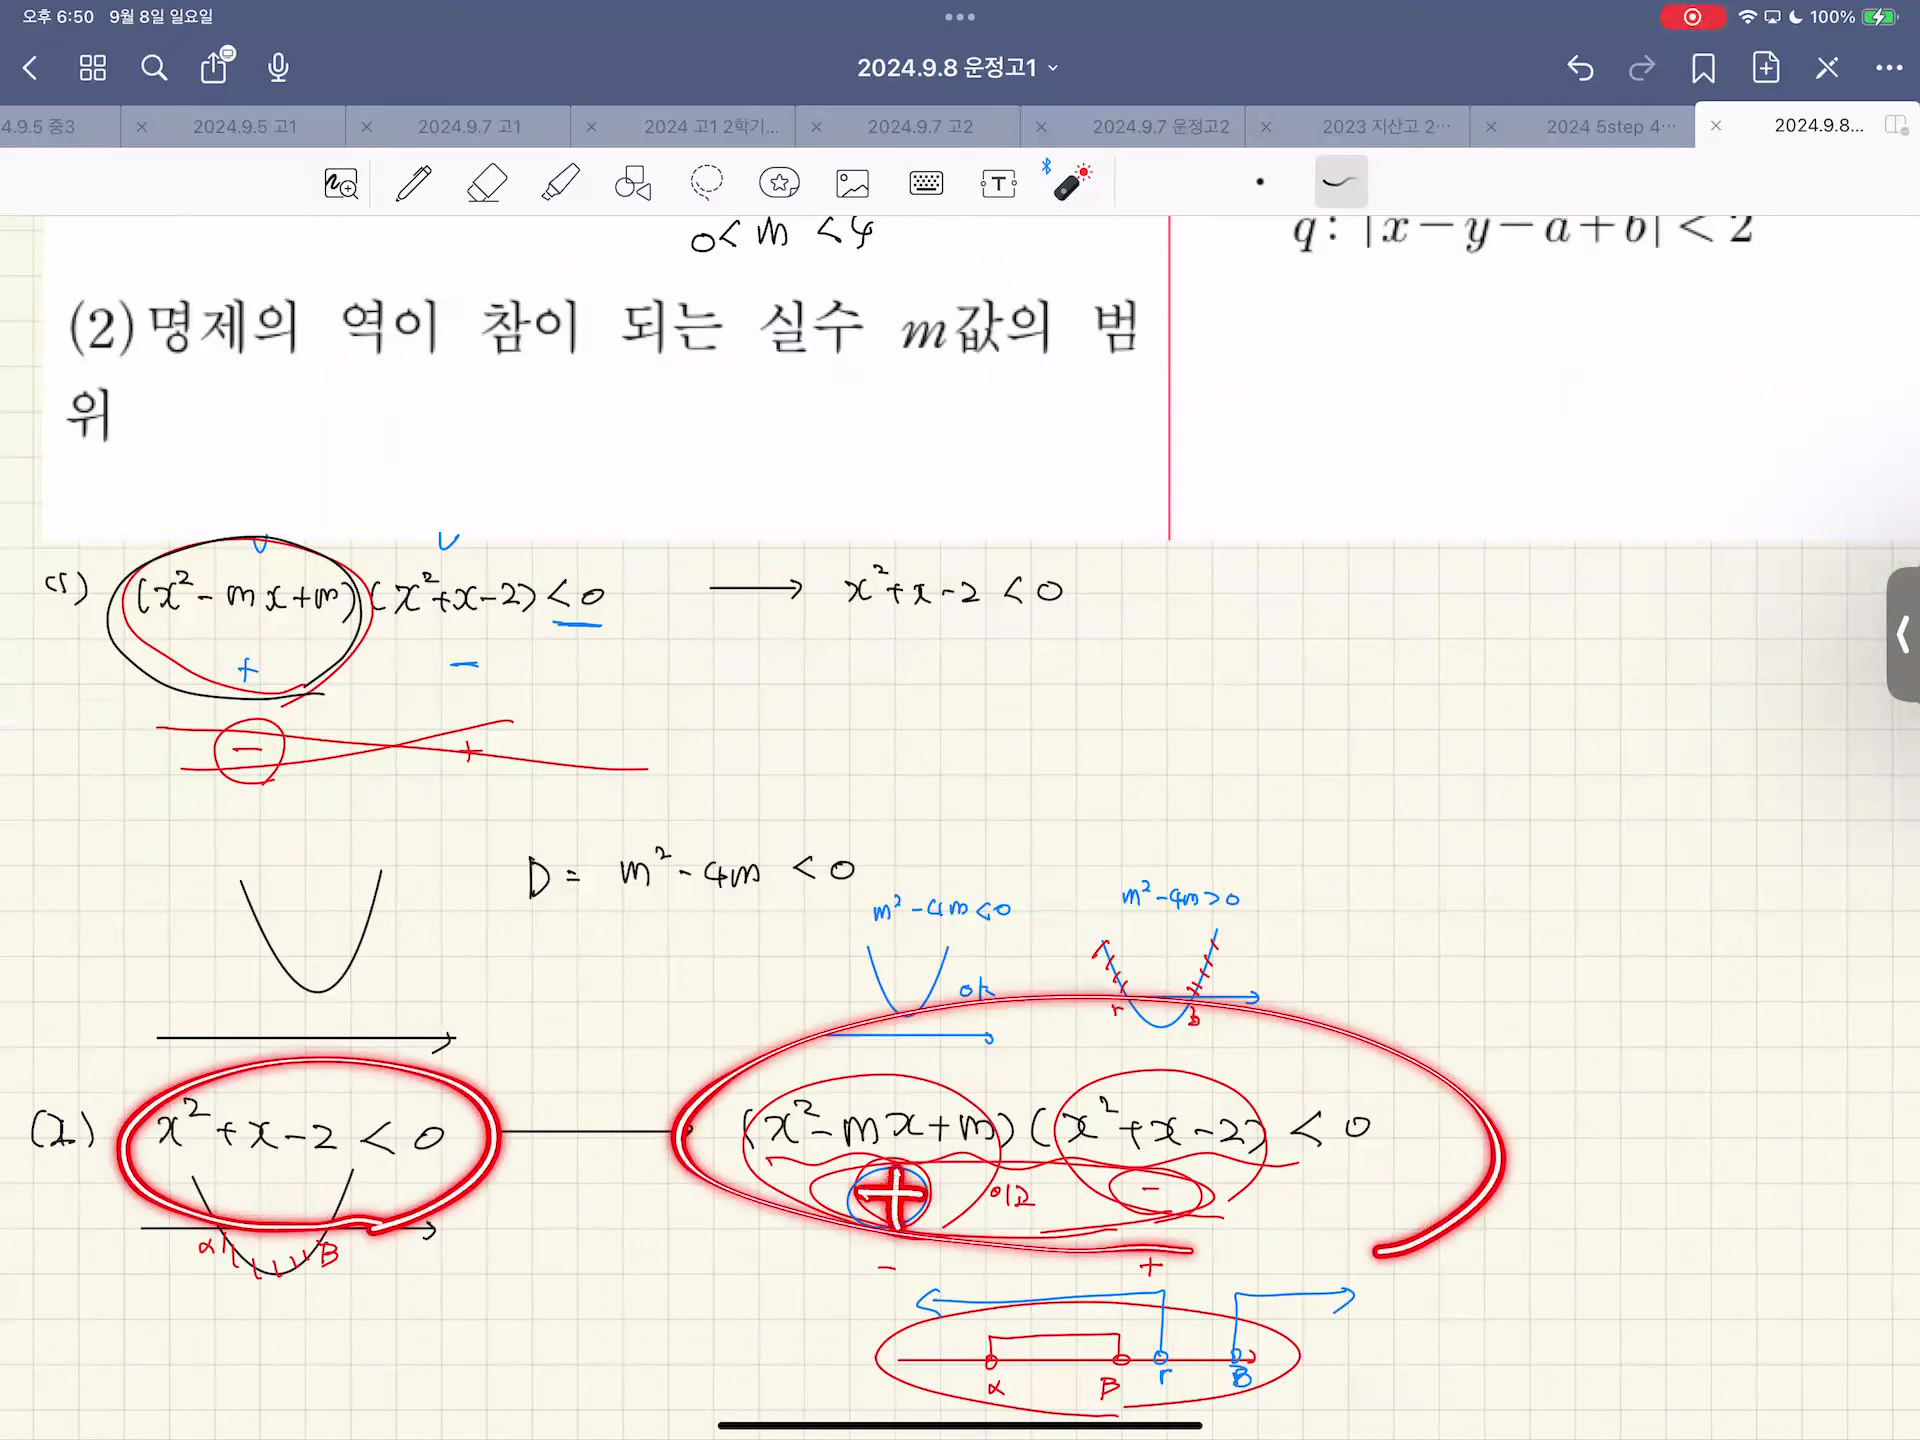 오후 6:50 9월 8일 일요일
100%
2024.9.8 운정고1
4.9.5 중3
2024.9.5 고1
2024.9.7 고1
2024 고1 2학기...
2024.9.7 고2
2024.9.7 운정고2
2023 지산고 2...
2024 5step 4...
2024.9.8...
0 < m < 4
q: |x-y-a+b| < 2
(2) 명제의 역이 참이 되는 실수 m값의 범
위
(1) (x²-mx+m)(x²+x-2) < 0 → x²+x-2 < 0
+ -
- +
D = m²-4m < 0
m²-4m < 0
m²-4m > 0
ok
r
(2) x²+x-2 < 0 → (x²-mx+m)(x²+x-2) < 0
+ -
α β
- +
α β r